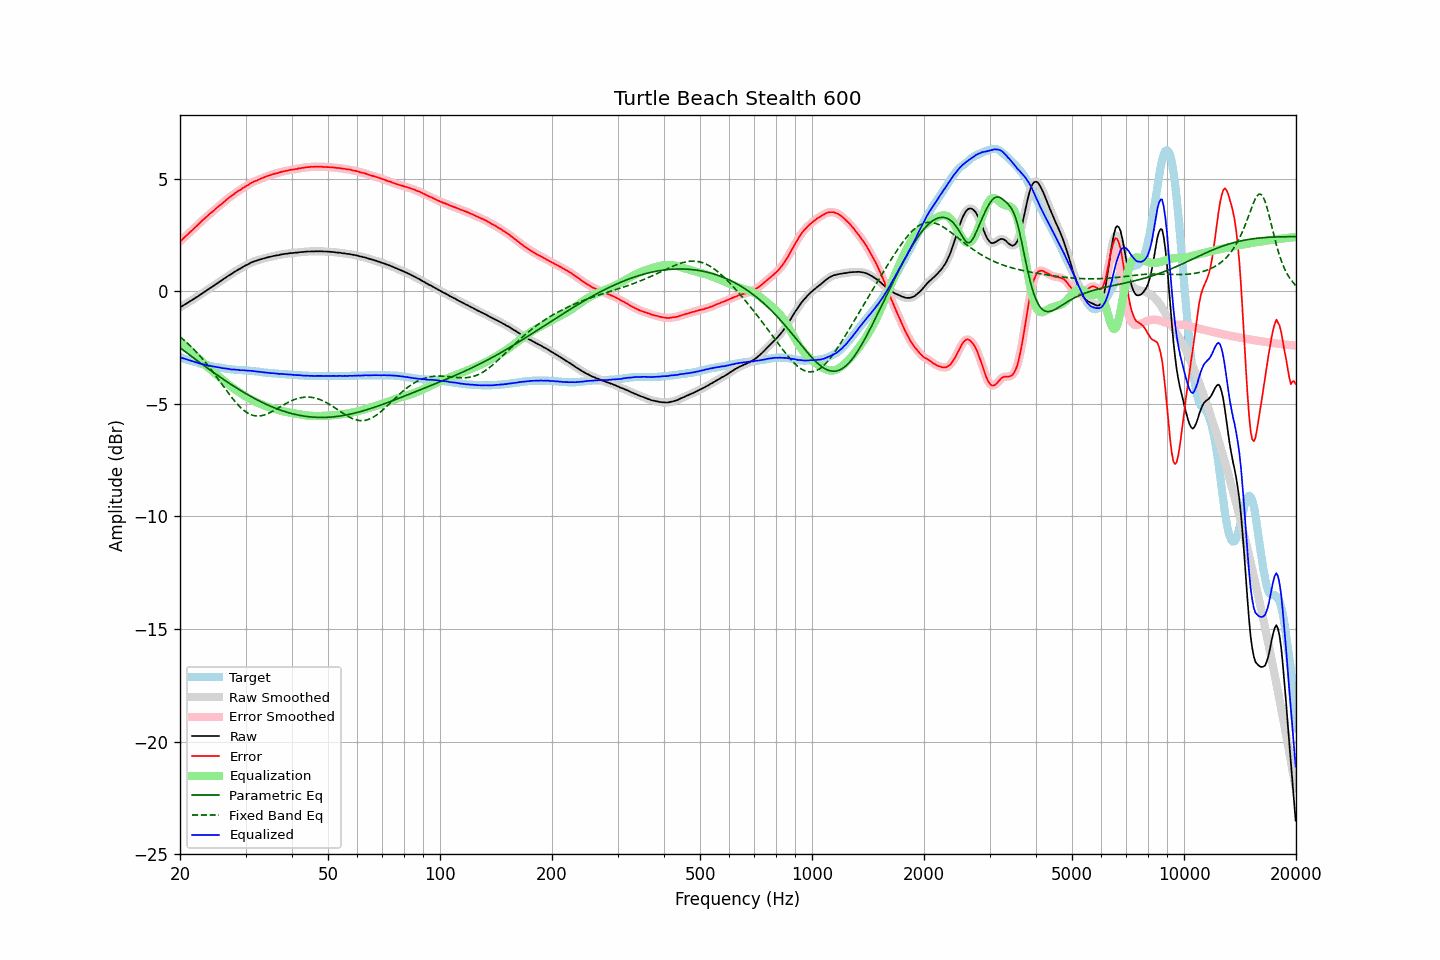 Turtle Beach Stealth 600
Amplitude (dBr)
5
0
−5
−10
−15
−20
−25
Target
Raw Smoothed
Error Smoothed
Raw
Error
Equalization
Parametric Eq
Fixed Band Eq
Equalized
20 50 100 200 500 1000 2000 5000 10000 20000
Frequency (Hz)